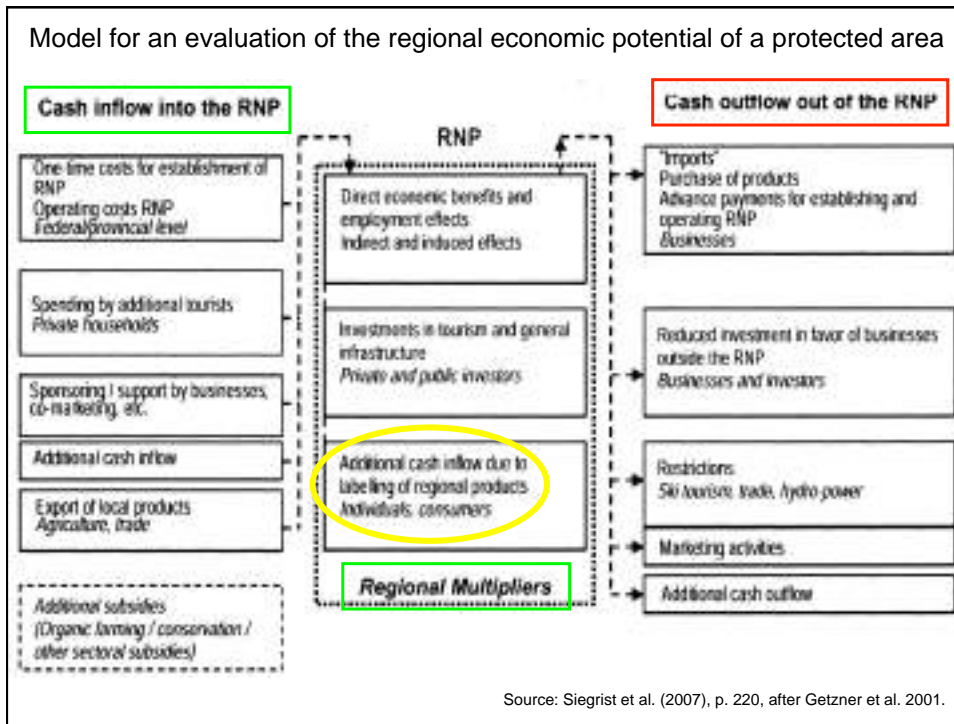 Model for an evaluation of the regional economic potential of a protected area
Cash inflow into the RNP
One-time costs for establishment of
RNP
Operating costs RNP
Federal/provincial level
Spending by additional tourists
Private households
Sponsoring / support by businesses,
co-marketing, etc.
Additional cash inflow
Export of local products
Agriculture, trade
Additional subsidies
(Organic farming / conservation /
other sectoral subsidies)
RNP
Direct economic benefits and
employment effects
Indirect and induced effects
Investments in tourism and general
infrastructure
Private and public investors
Additional cash inflow due to
labelling of regional products
Individuals, consumers
Regional Multipliers
Cash outflow out of the RNP
"Imports"
Purchase of products
Advance payments for establishing and
operating RNP
Businesses
Reduced investment in favor of businesses
outside the RNP
Businesses and investors
Restrictions
Ski tourism, trade, hydro power
Marketing activities
Additional cash outflow
Source: Siegrist et al. (2007), p. 220, after Getzner et al. 2001.